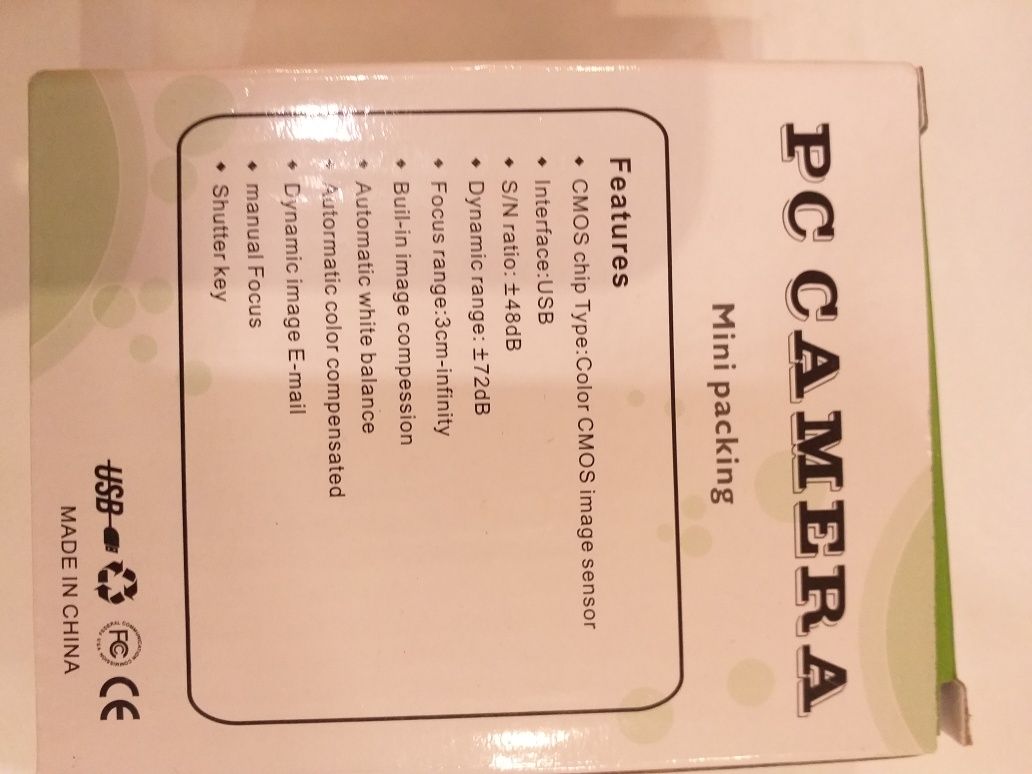 PC CAMERA
Mini packing
Features
◆ CMOS chip Type:Color CMOS image sensor
◆ Interface:USB
◆ S/N ratio: ±48dB
◆ Dynamic range: ±72dB
◆ Focus range:3cm-infinity
◆ Buil-in image compession
◆ Automatic white balance
◆ Autormatic color compensated
◆ Dynamic image E-mail
◆ manual Focus
◆ Shutter key
USB FC CE
MADE IN CHINA